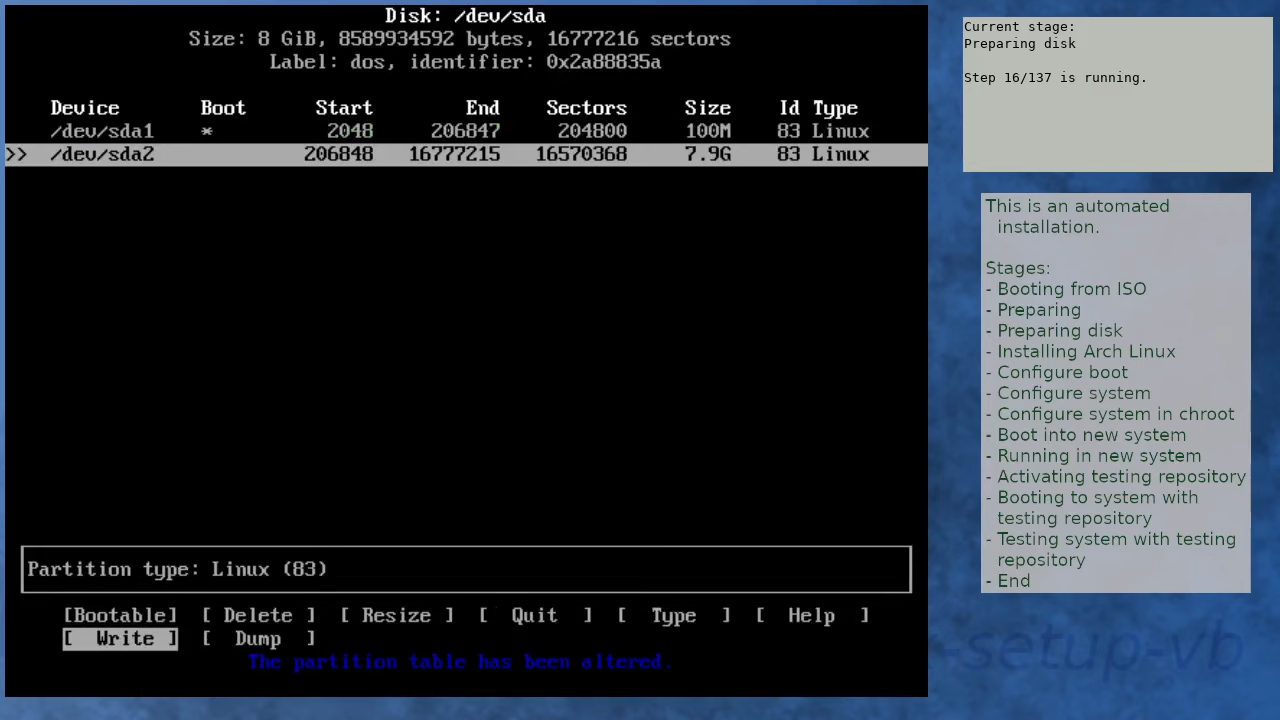 Disk: /dev/sda
Size: 8 GiB, 8589934592 bytes, 16777216 sectors
Label: dos, identifier: 0x2a88835a
Device Boot Start End Sectors Size Id Type
/dev/sda1 * 2048 206847 204800 100M 83 Linux
>> /dev/sda2 206848 16777215 16570368 7.9G 83 Linux
Partition type: Linux (83)
[Bootable] [ Delete ] [ Resize ] [ Quit ] [ Type ] [ Help ]
[ Write ] [ Dump ]
The partition table has been altered.
Current stage:
Preparing disk
Step 16/137 is running.
This is an automated
installation.
Stages:
- Booting from ISO
- Preparing
- Preparing disk
- Installing Arch Linux
- Configure boot
- Configure system
- Configure system in chroot
- Boot into new system
- Running in new system
- Activating testing repository
- Booting to system with
testing repository
- Testing system with testing
repository
- End
-setup-vb